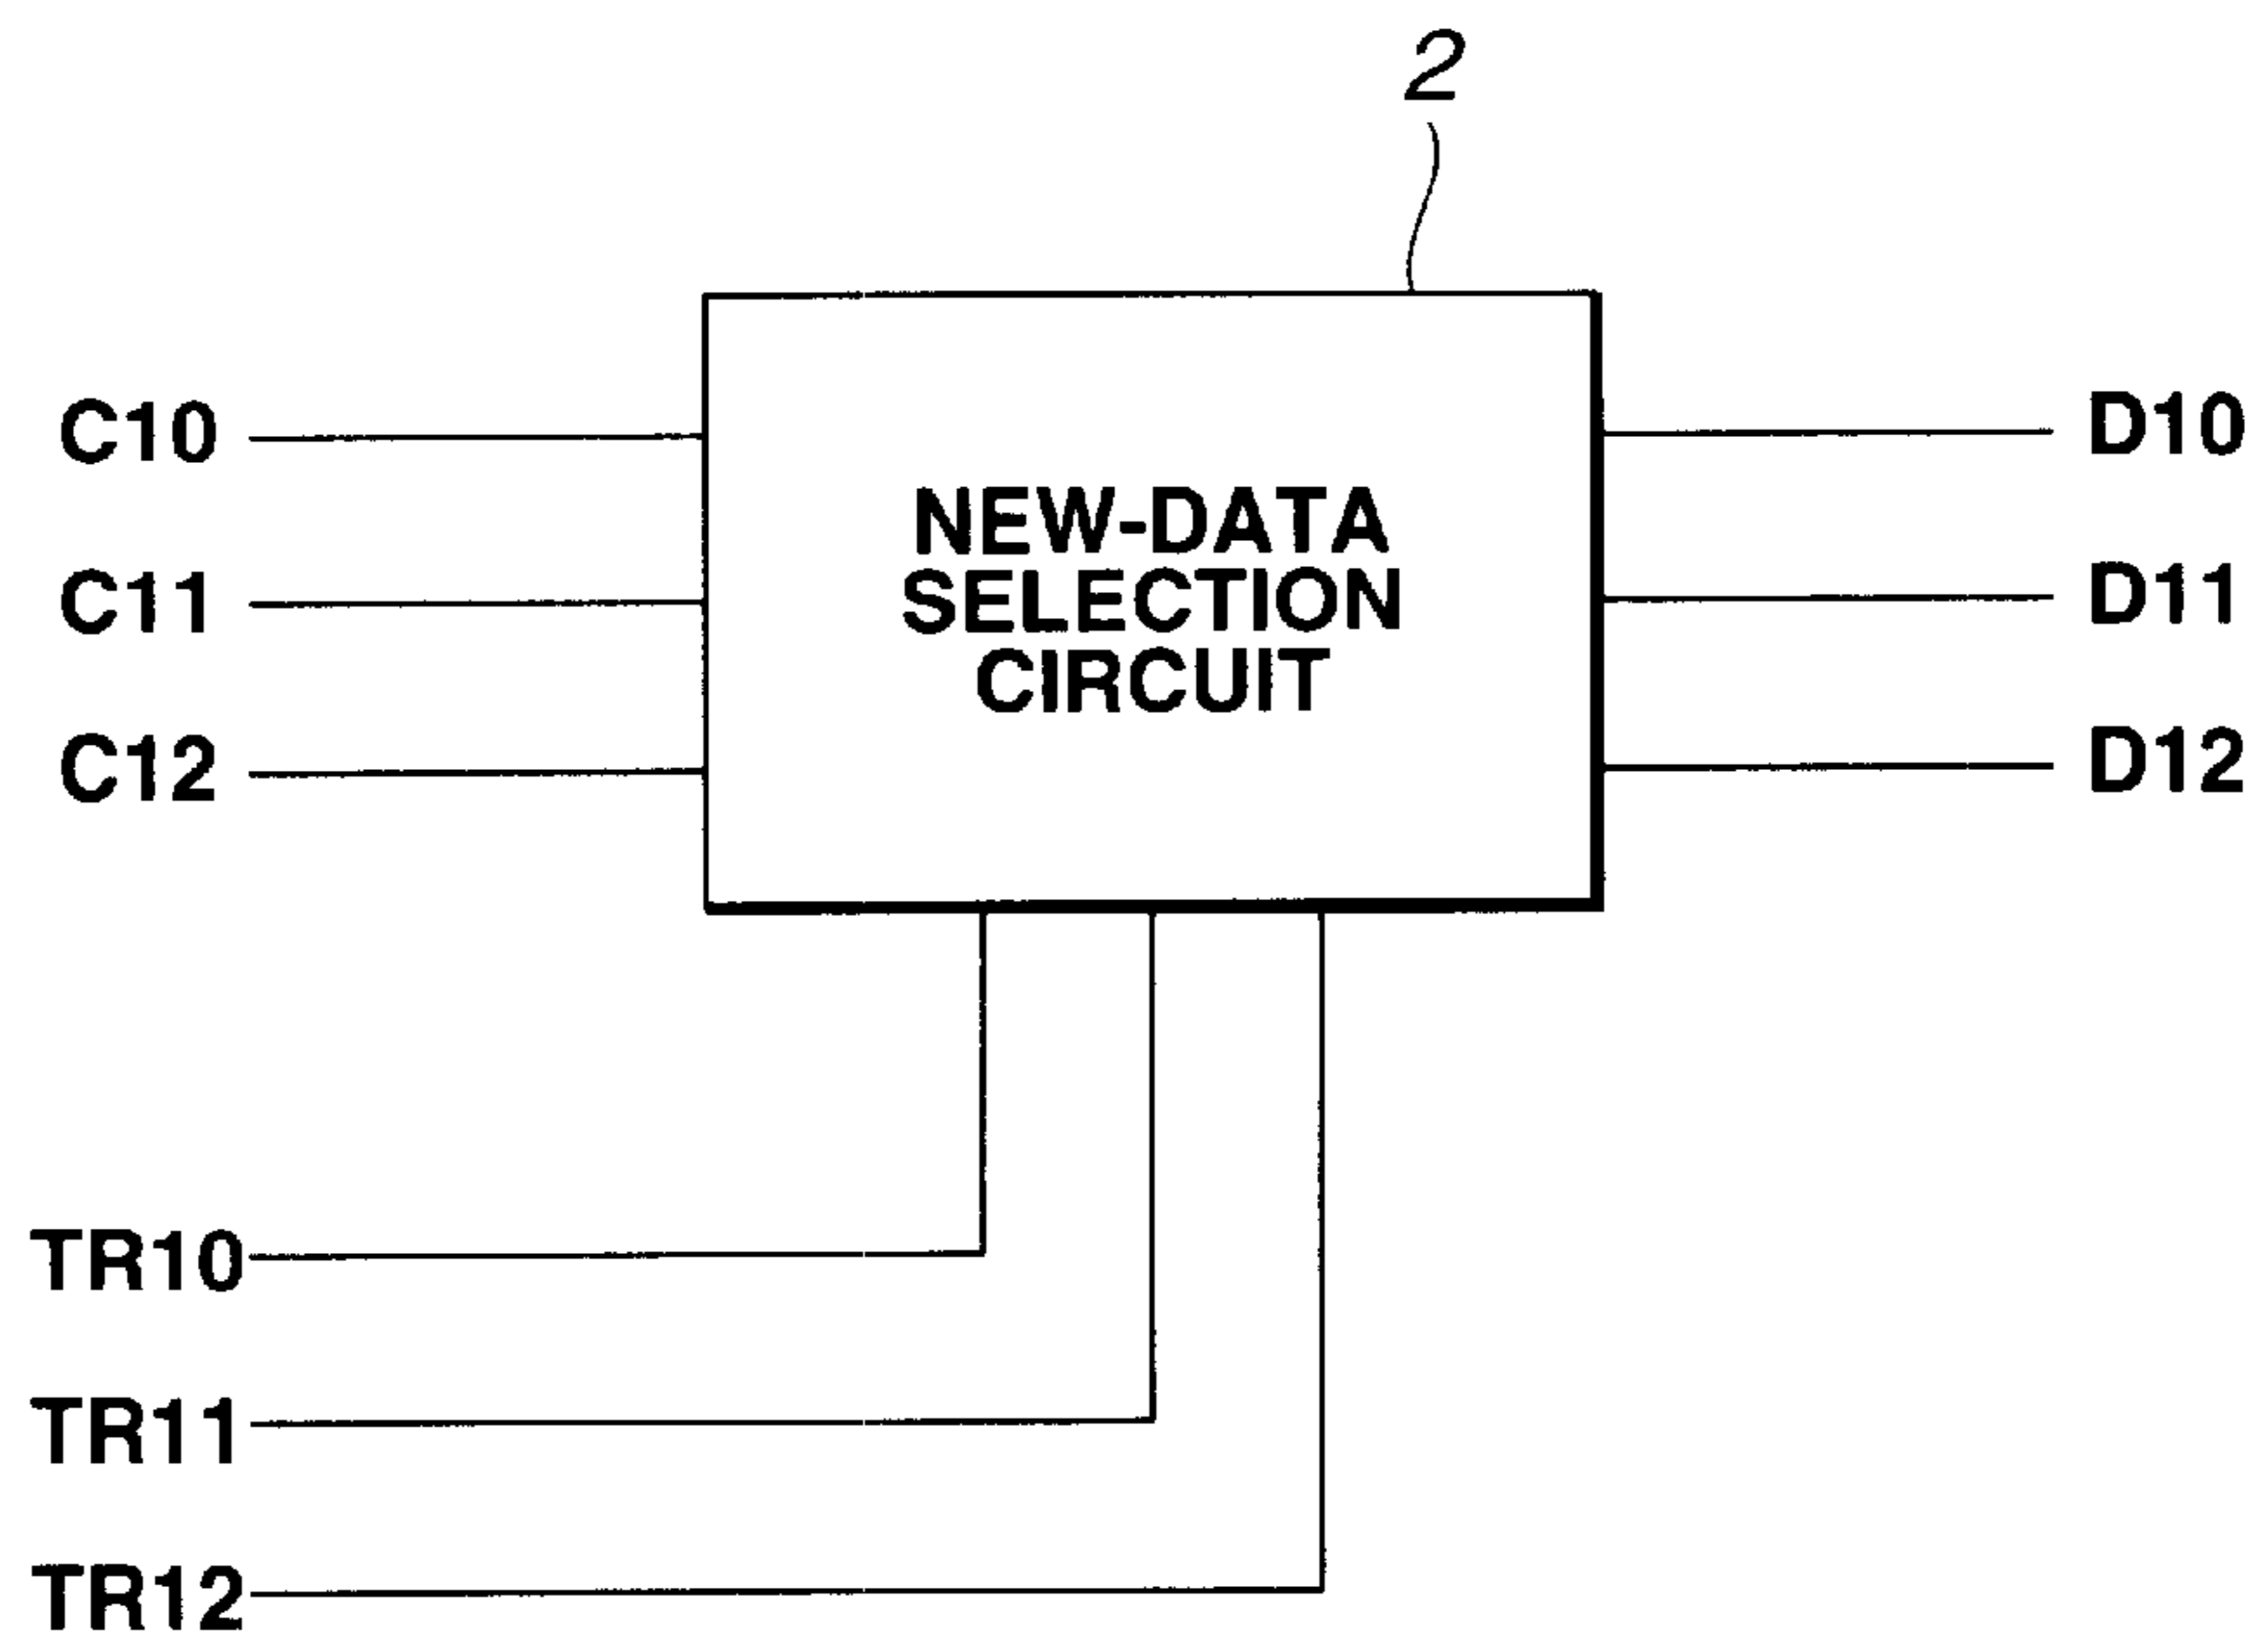 2
C10
C11
C12
NEW-DATA
SELECTION
CIRCUIT
D10
D11
D12
TR10
TR11
TR12